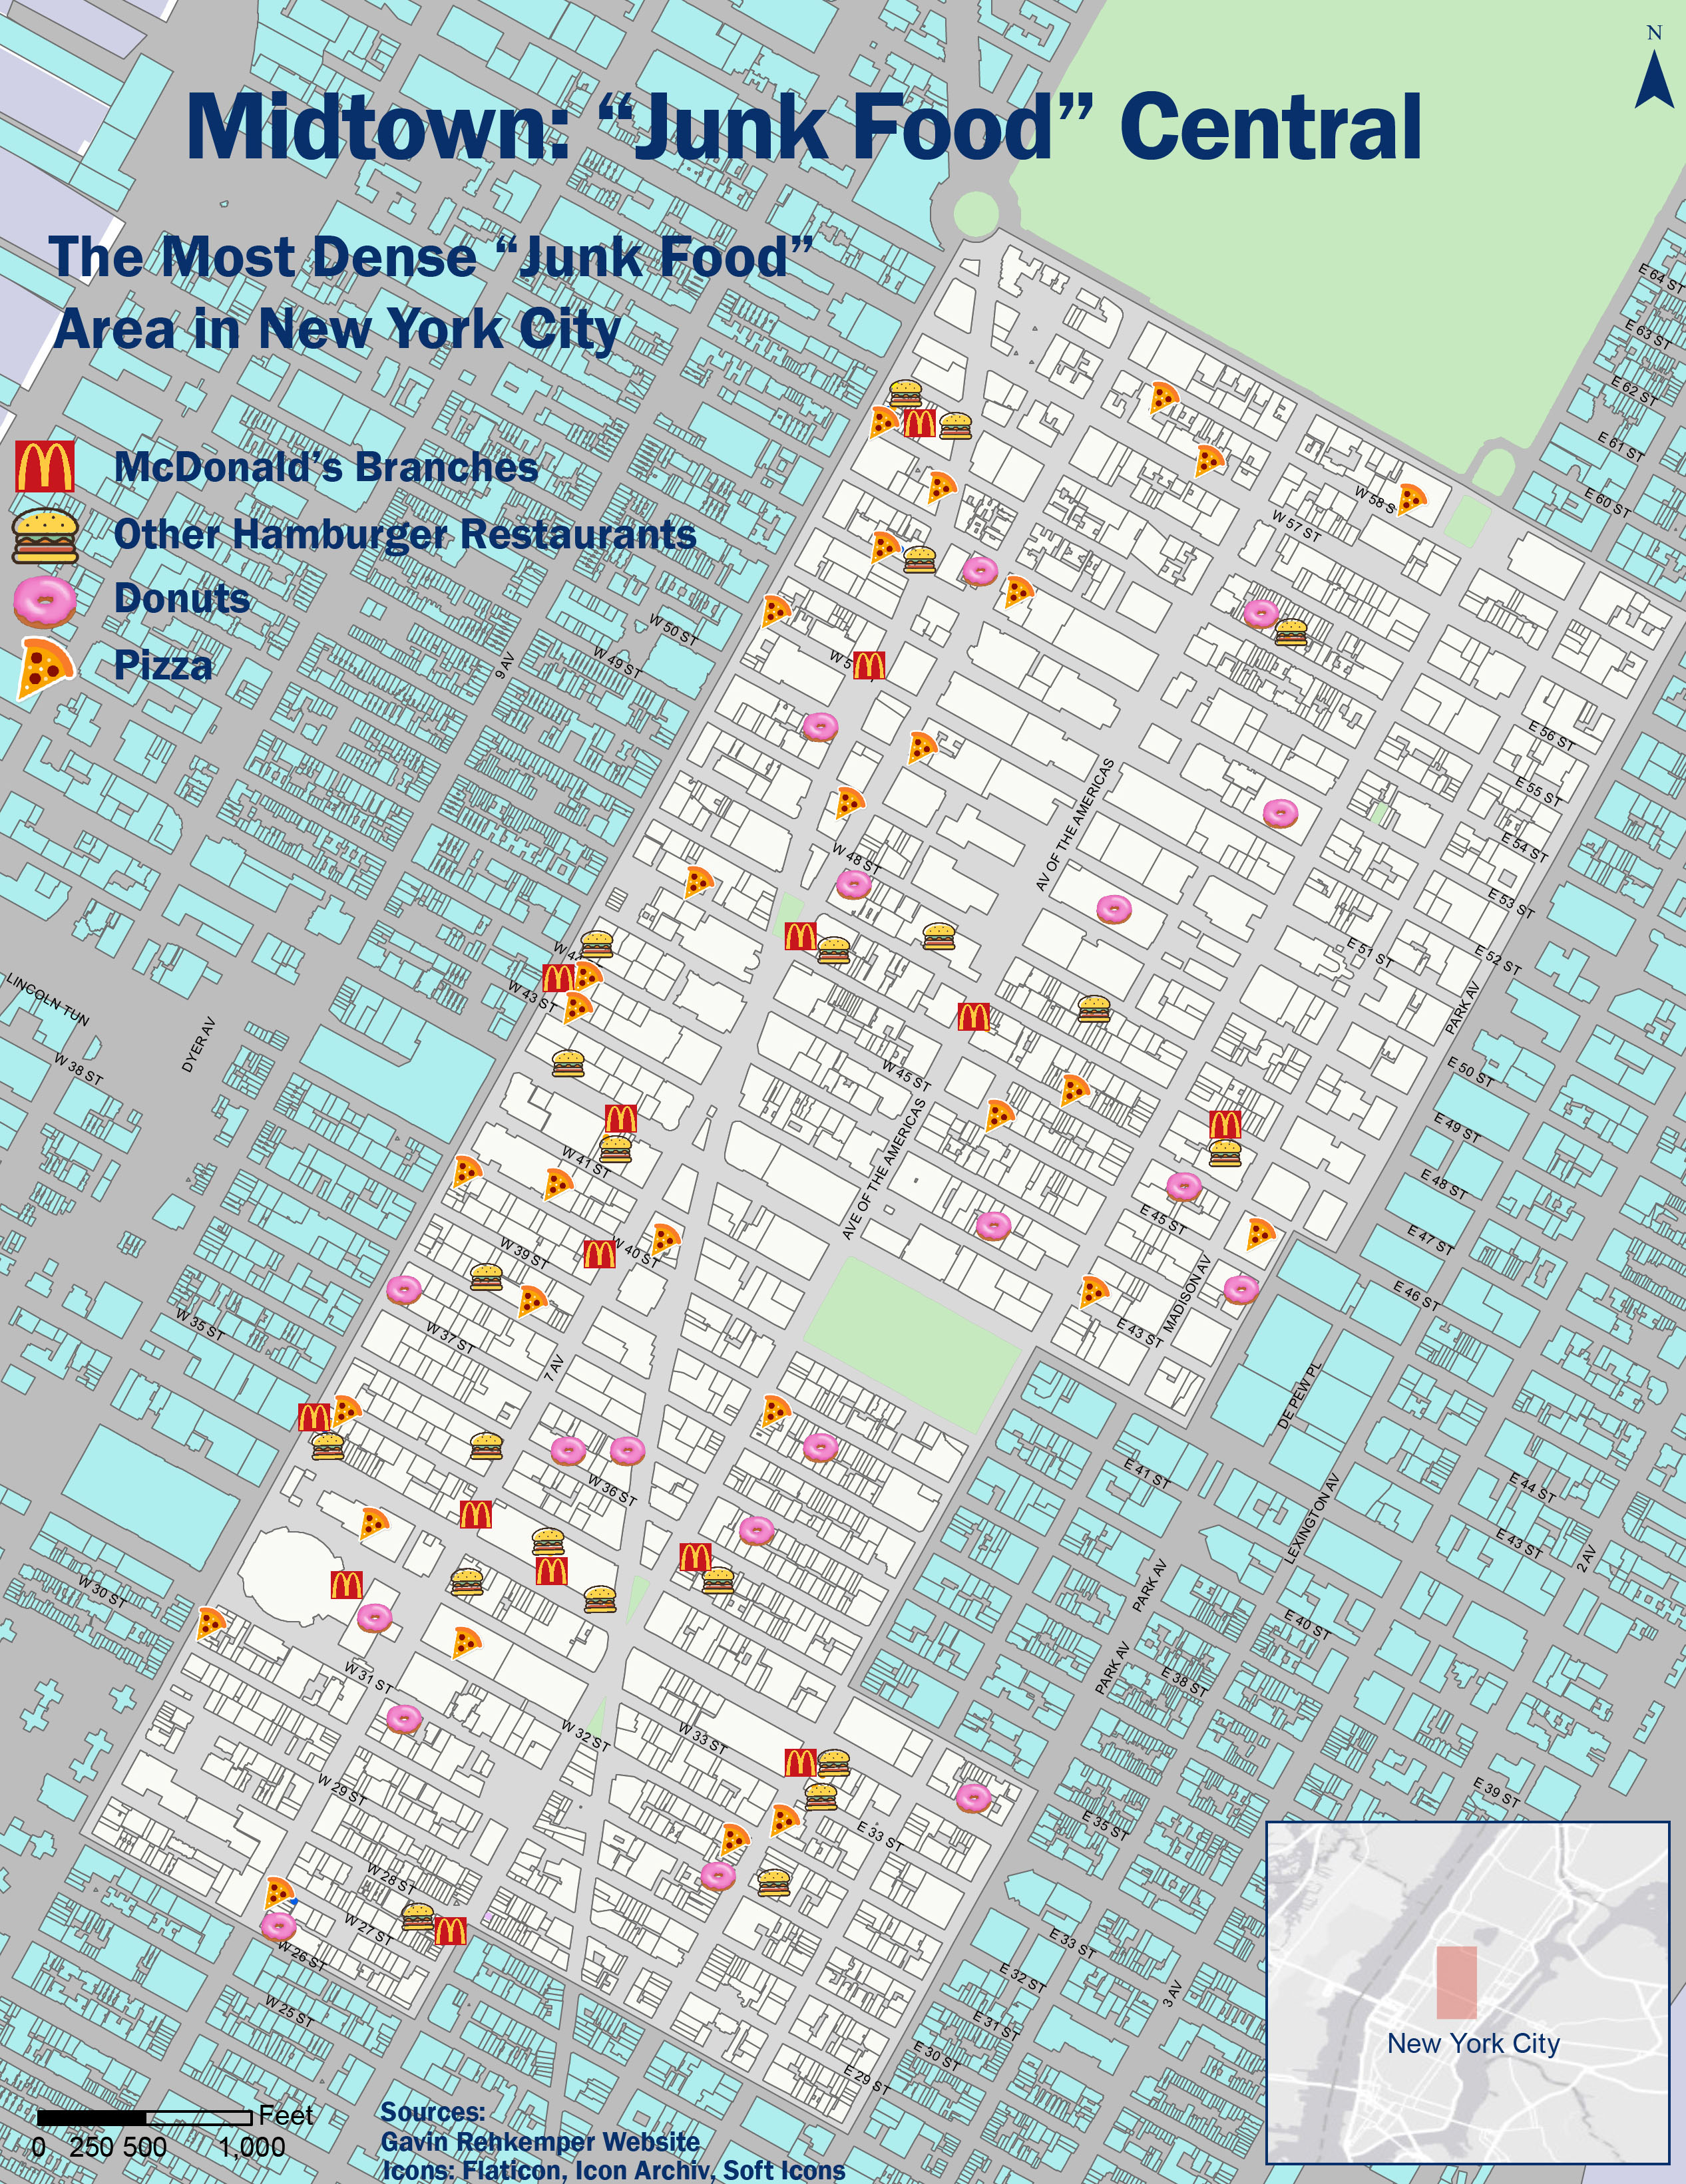 N
Midtown: “Junk Food” Central
The Most Dense “Junk Food”
Area in New York City
McDonald’s Branches
Other Hamburger Restaurants
Donuts
Pizza
E 64 ST
E 63 ST
E 62 ST
E 61 ST
E 60 ST
W 58 S
W 57 ST
W 50 ST
W 49 ST
9 AV
W 5
E 56 ST
E 55 ST
E 54 ST
E 53 ST
E 52 ST
E 51 ST
AV OF THE AMERICAS
W 48 ST
PARK AV
W 4
W 43 ST
LINCOLN TUN
DYER AV
W 38 ST
E 50 ST
W 45 ST
E 49 ST
E 48 ST
E 47 ST
E 46 ST
W 41 ST
AVE OF THE AMERICAS
E 45 ST
W 39 ST
W 40 ST
MADISON AV
E 43 ST
W 35 ST
W 37 ST
7 AV
DE PEW PL
E 41 ST
E 44 ST
E 43 ST
W 36 ST
LEXINGTON AV
2 AV
W 30 ST
PARK AV
E 40 ST
PARK AV
E 38 ST
W 31 ST
W 32 ST
W 33 ST
W 29 ST
E 39 ST
E 35 ST
E 33 ST
W 28 ST
W 27 ST
W 26 ST
W 25 ST
E 33 ST
E 32 ST
3 AV
E 31 ST
E 30 ST
E 29 ST
New York City
Feet
0 250 500 1,000
Sources:
Gavin Rehkemper Website
Icons: Flaticon, Icon Archiv, Soft Icons